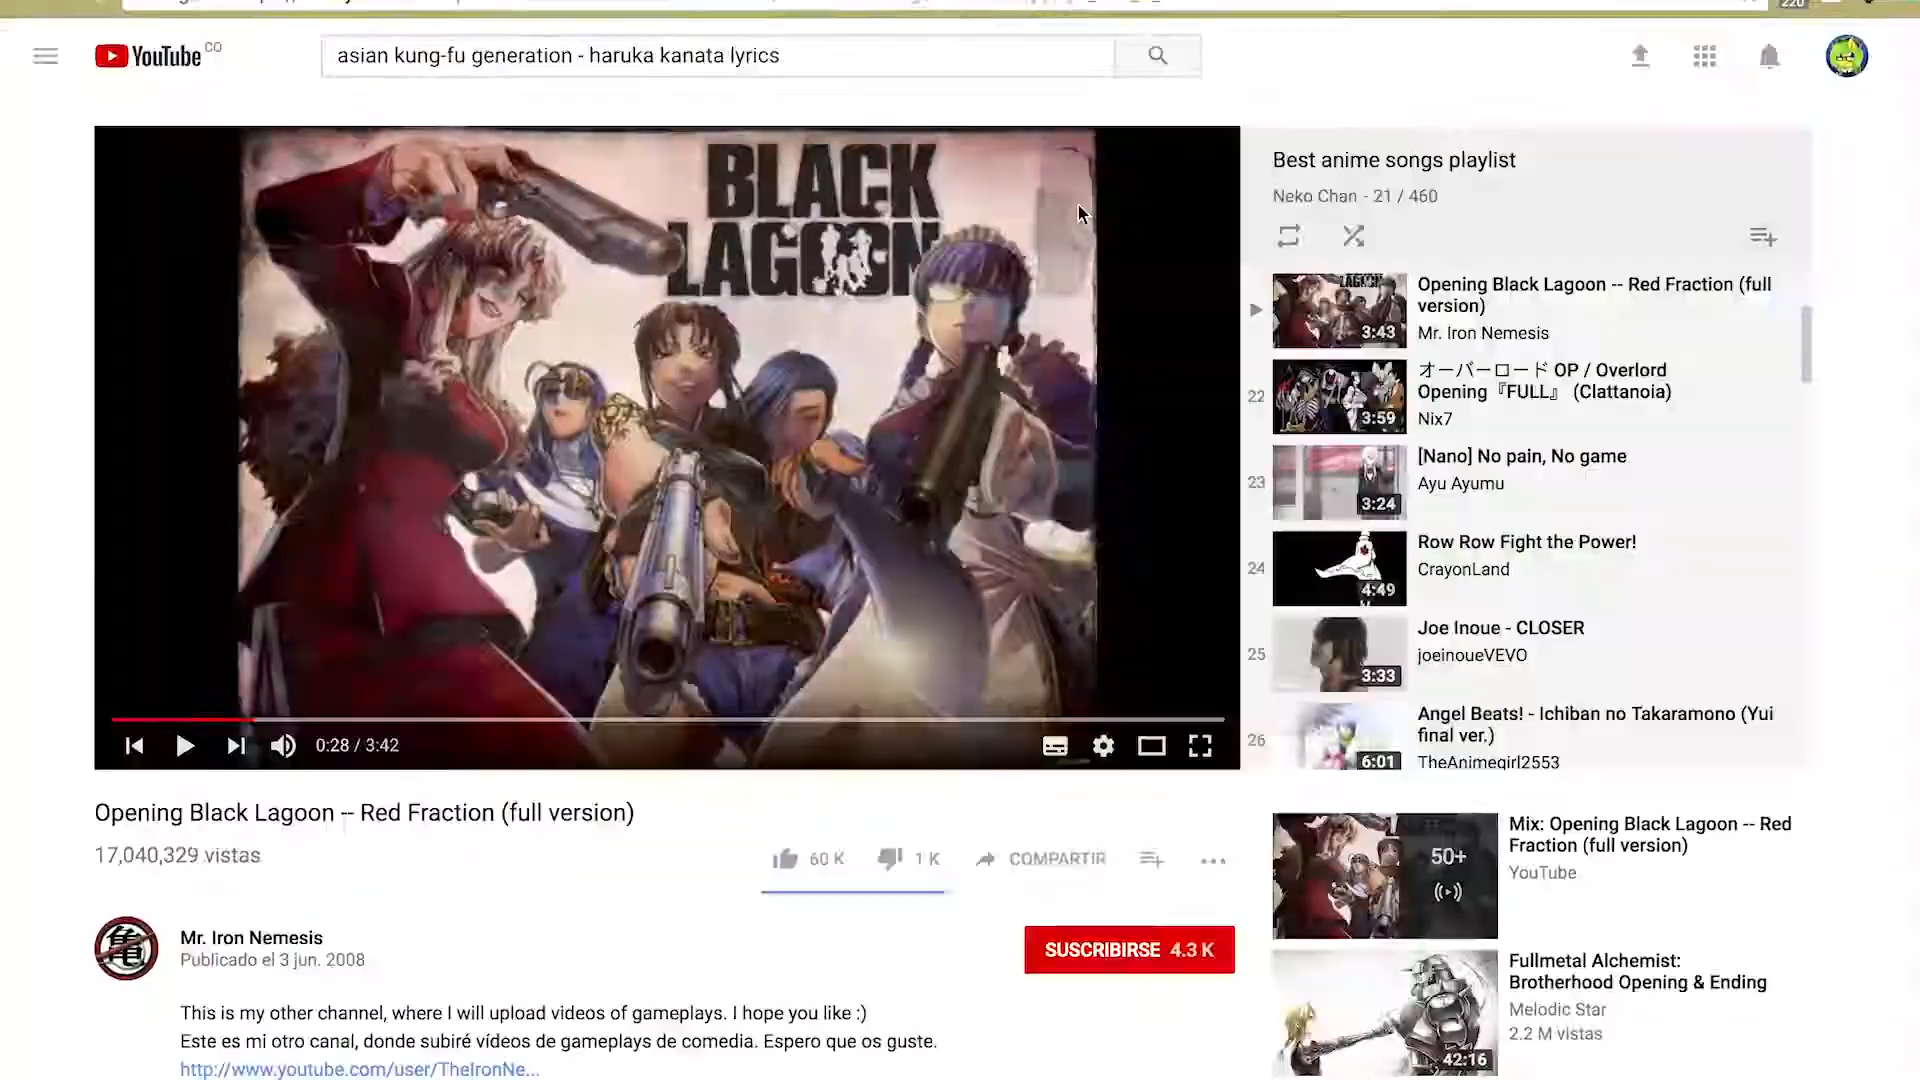 220
YouTube CO
asian kung-fu generation - haruka kanata lyrics
BLACK
LAGOON
0:28 / 3:42
Opening Black Lagoon -- Red Fraction (full version)
17,040,329 vistas
60 K
1 K
COMPARTIR
Mr. Iron Nemesis
Publicado el 3 jun. 2008
SUSCRIBIRSE 4.3 K
This is my other channel, where I will upload videos of gameplays. I hope you like :)
Este es mi otro canal, donde subiré vídeos de gameplays de comedia. Espero que os guste.
http://www.youtube.com/user/TheIronNe...
Best anime songs playlist
Neko Chan - 21 / 460
LAGOON
3:43
Opening Black Lagoon -- Red Fraction (full
version)
Mr. Iron Nemesis
22
3:59
オーバーロード OP / Overlord
Opening『FULL』 (Clattanoia)
Nix7
23
3:24
[Nano] No pain, No game
Ayu Ayumu
24
4:49
Row Row Fight the Power!
CrayonLand
25
3:33
Joe Inoue - CLOSER
joeinoueVEVO
26
6:01
Angel Beats! - Ichiban no Takaramono (Yui
final ver.)
TheAnimegirl2553
50+
Mix: Opening Black Lagoon -- Red
Fraction (full version)
YouTube
42:16
Fullmetal Alchemist:
Brotherhood Opening & Ending
Melodic Star
2.2 M vistas
亀